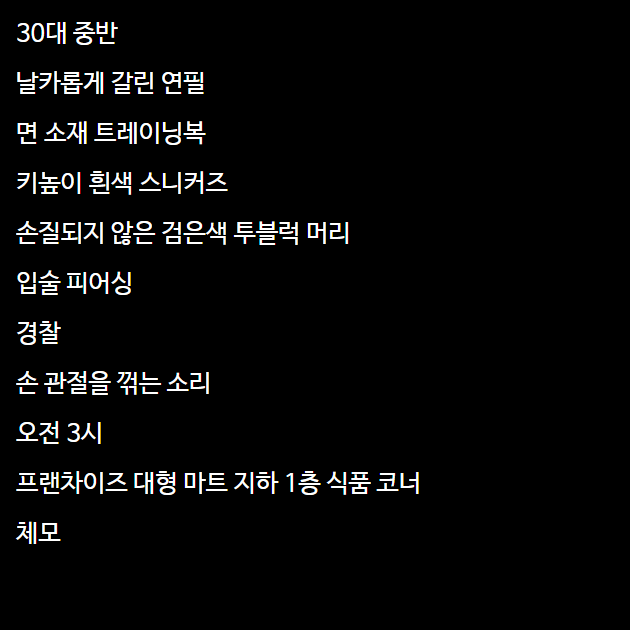 30대 중반
날카롭게 갈린 연필
면 소재 트레이닝복
키높이 흰색 스니커즈
손질되지 않은 검은색 투블럭 머리
입술 피어싱
경찰
손 관절을 꺾는 소리
오전 3시
프랜차이즈 대형 마트 지하 1층 식품 코너
체모